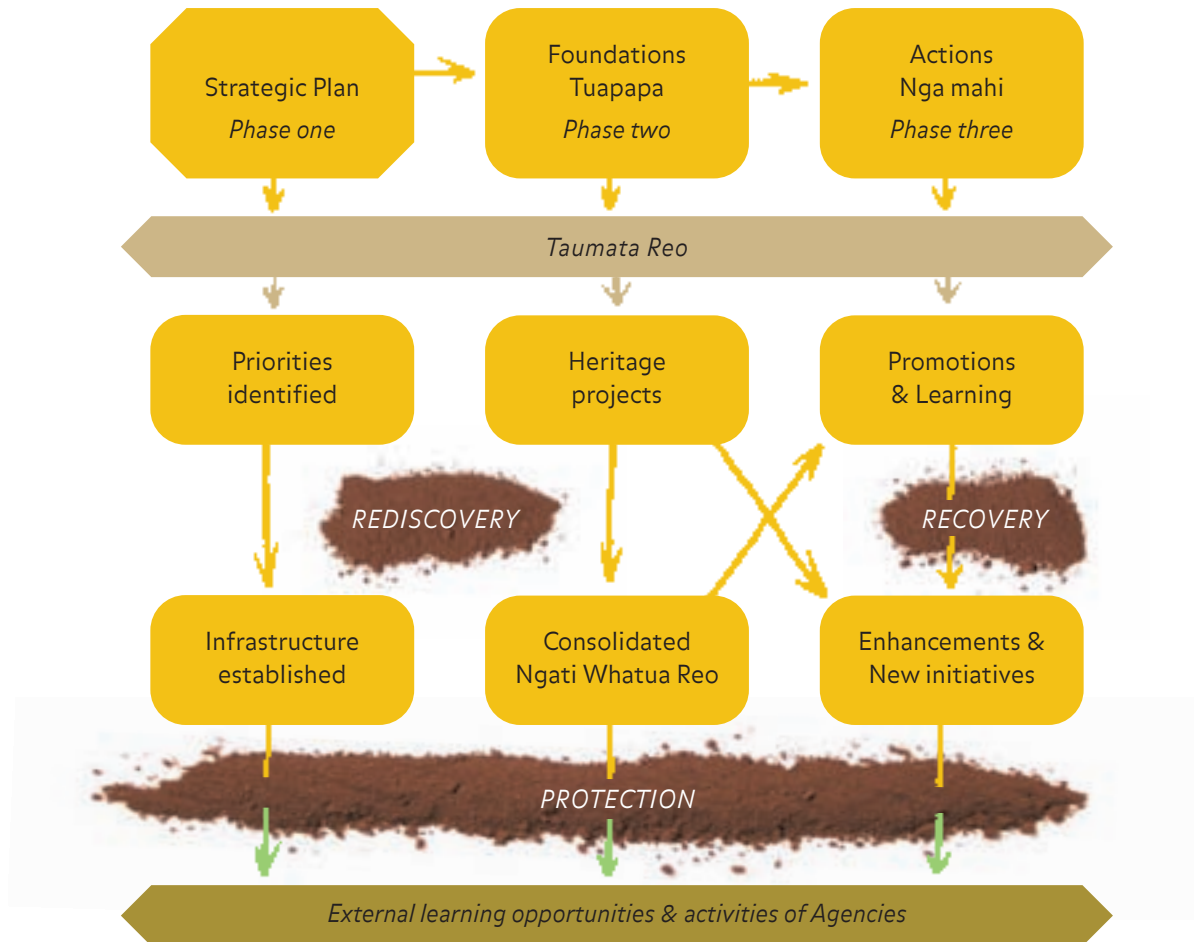 Strategic Plan
Phase one
Foundations
Tuapapa
Phase two
Actions
Nga mahi
Phase three
Taumata Reo
Priorities
identified
Heritage
projects
Promotions
& Learning
REDISCOVERY
RECOVERY
Infrastructure
established
Consolidated
Ngati Whatua Reo
Enhancements &
New initiatives
PROTECTION
External learning opportunities & activities of Agencies